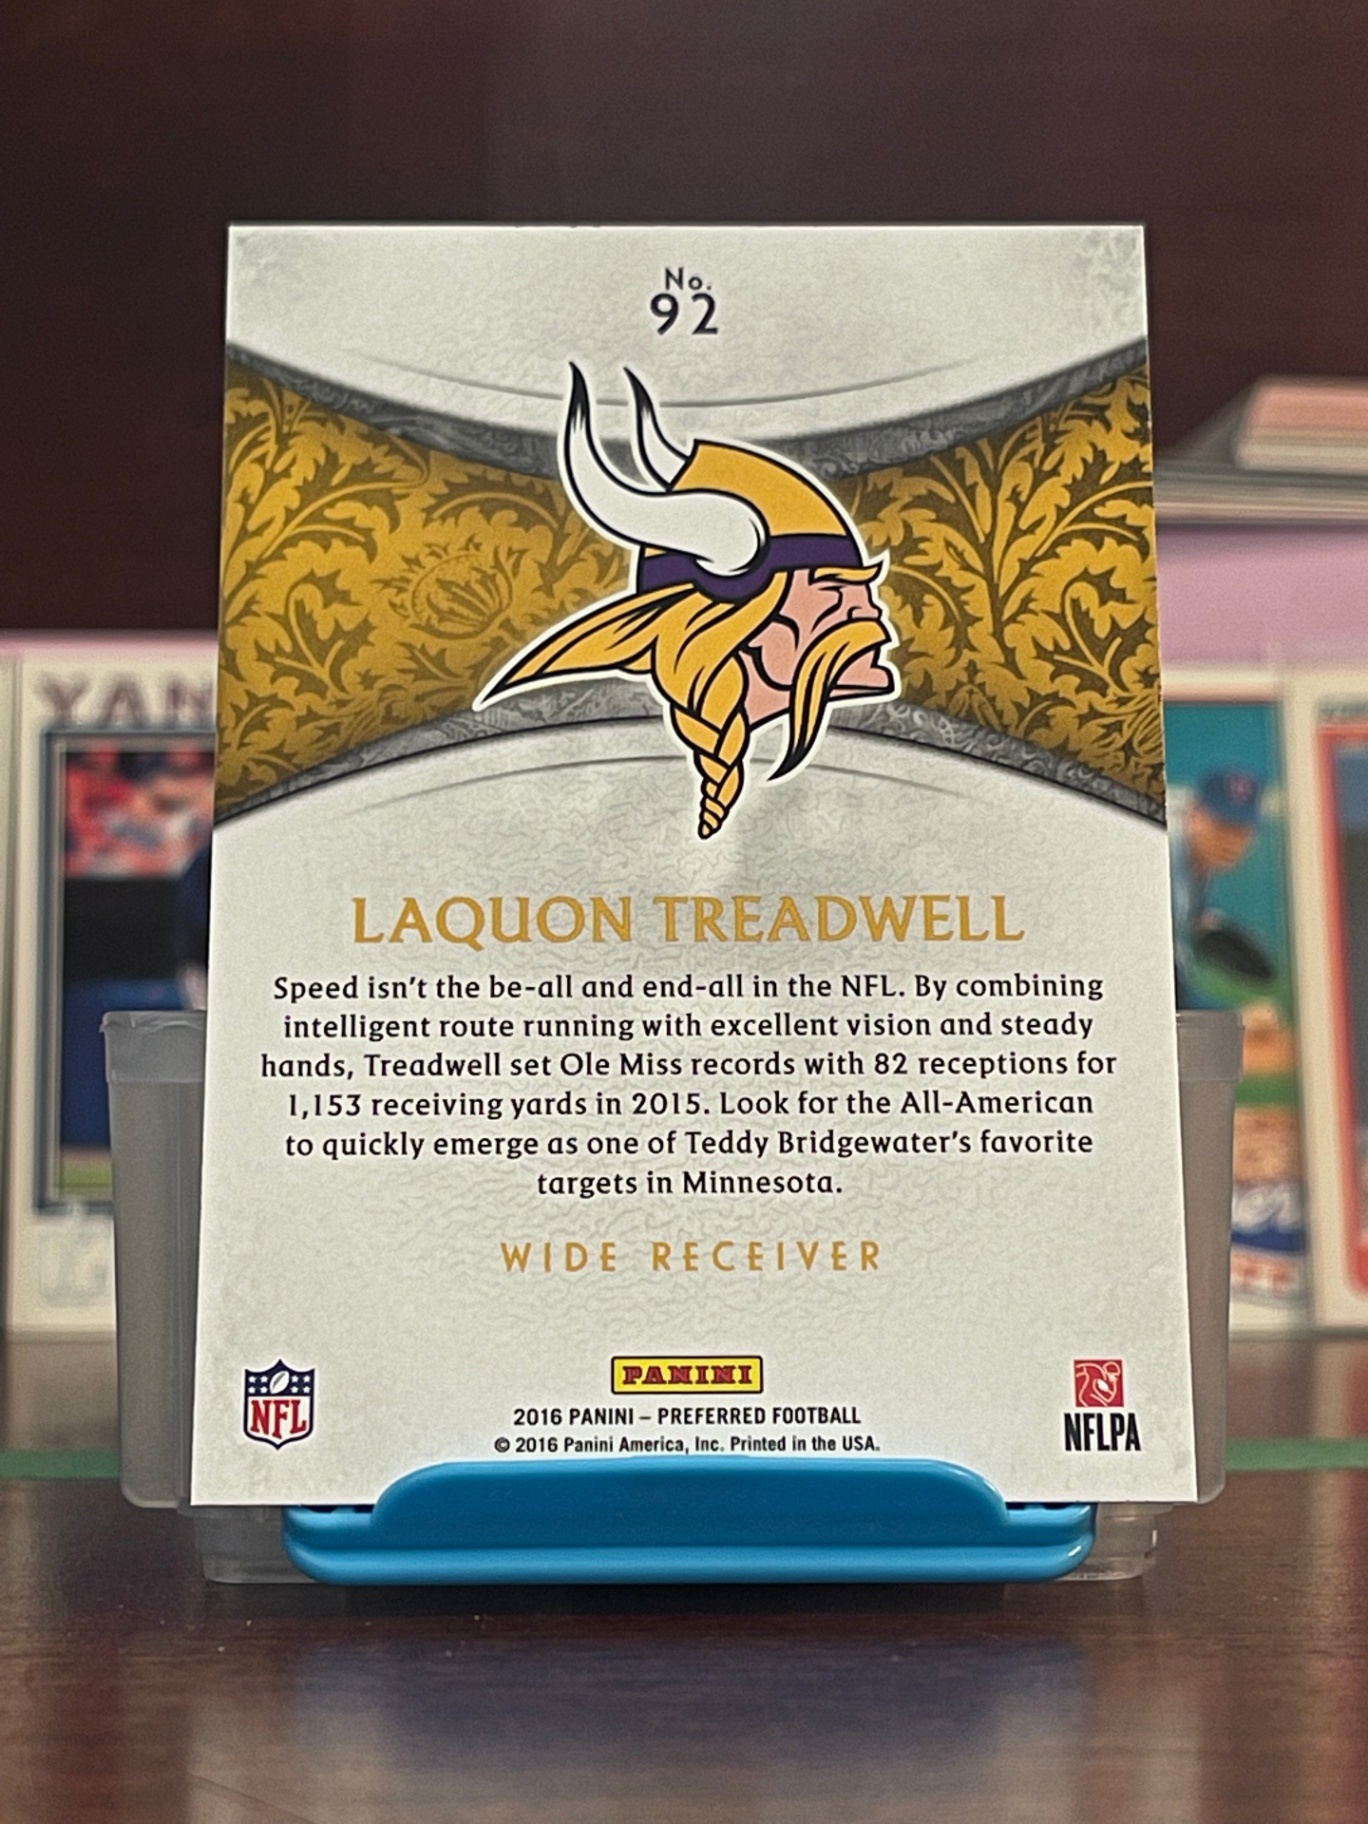 No.
92
LAQUON TREADWELL
Speed isn't the be-all and end-all in the NFL. By combining
intelligent route running with excellent vision and steady
hands, Treadwell set Ole Miss records with 82 receptions for
1,153 receiving yards in 2015. Look for the All-American
to quickly emerge as one of Teddy Bridgewater's favorite
targets in Minnesota.
WIDE RECEIVER
NFL
PANINI
NFLPA
2016 PANINI – PREFERRED FOOTBALL
© 2016 Panini America, Inc. Printed in the USA.
YAN